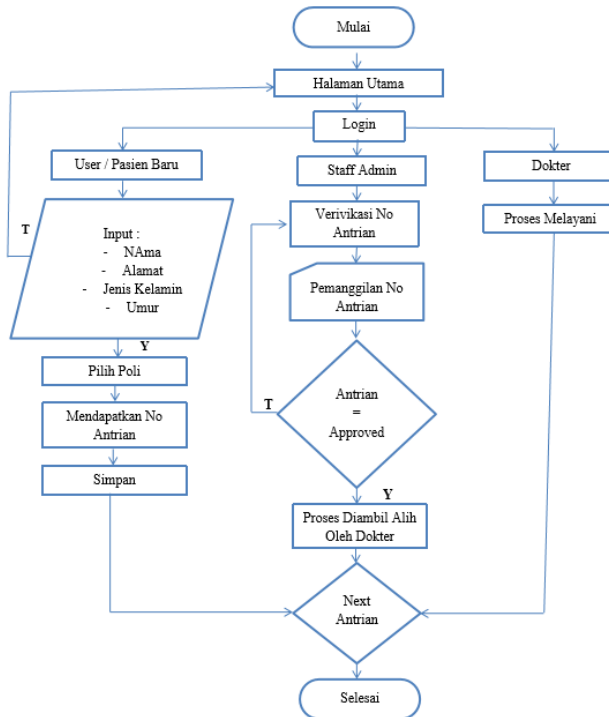 Mulai
Halaman Utama
Login
User / Pasien Baru
Staff Admin
Dokter
Verivikasi No
Antrian
Proses Melayani
T
Input :
- NAma
- Alamat
- Jenis Kelamin
- Umur
Pemanggilan No
Antrian
Y
Pilih Poli
Antrian
=
Approved
T
Mendapatkan No
Antrian
Simpan
Y
Proses Diambil Alih
Oleh Dokter
Next
Antrian
Selesai